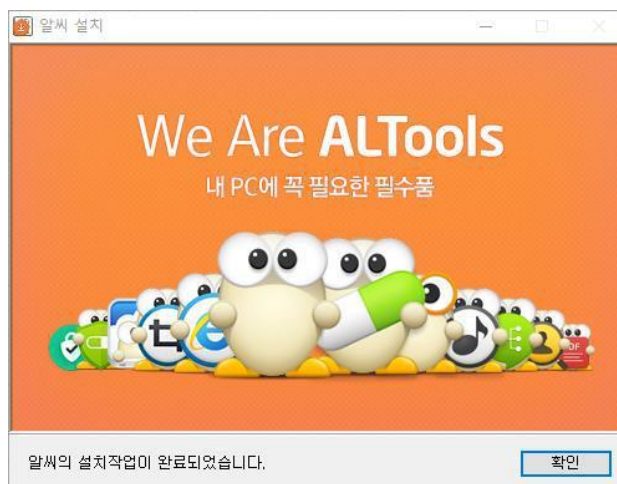 알씨 설치
We Are ALTools
내 PC에 꼭 필요한 필수품
PDF
알씨의 설치작업이 완료되었습니다.
확인